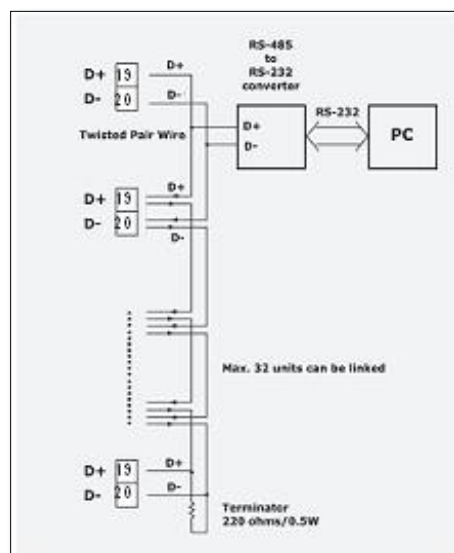 RS-485
to
RS-232
converter
D+ 19 D+
D- 20 D-
D+
D-
RS-232
PC
Twisted Pair Wire
D+ 19 D+
D- 20 D-
Max. 32 units can be linked
D+ 19 D+
D- 20 D-
Terminator
220 ohms/0.5W